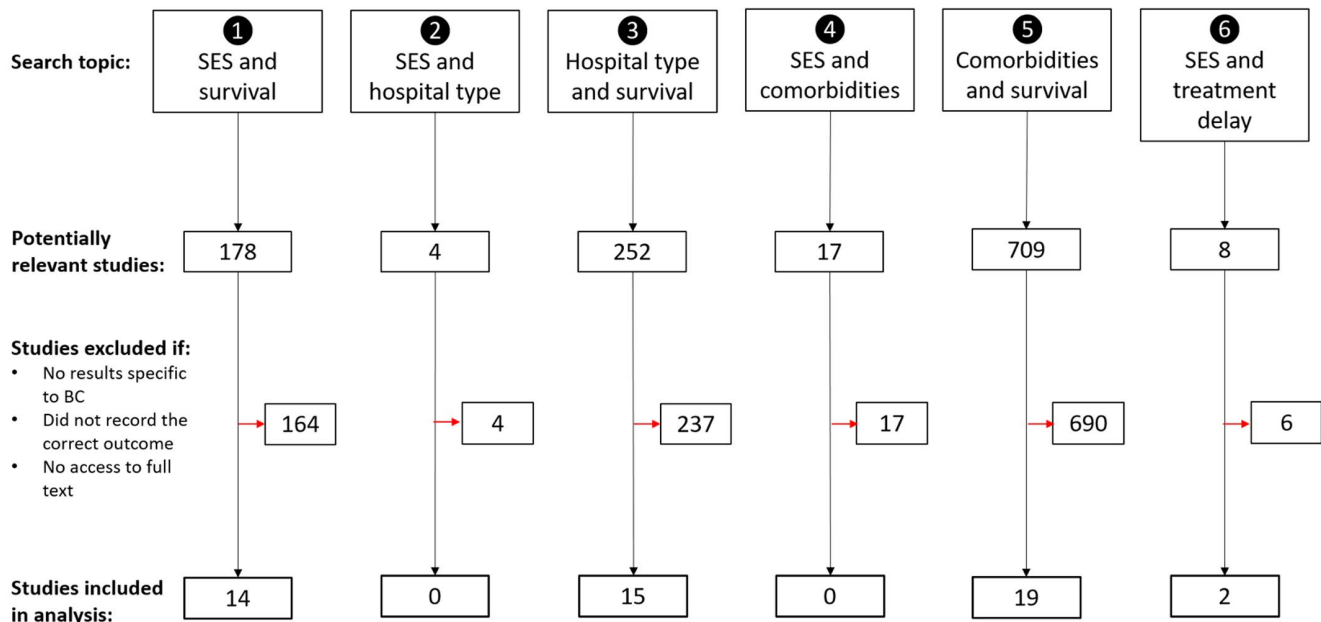 Search topic:
1
SES and
survival
2
SES and
hospital type
3
Hospital type
and survival
4
SES and
comorbidities
5
Comorbidities
and survival
6
SES and
treatment
delay
Potentially
relevant studies:
178
4
252
17
709
8
Studies excluded if:
• No results specific
to BC
• Did not record the
correct outcome
• No access to full
text
164
4
237
17
690
6
Studies included
in analysis:
14
0
15
0
19
2